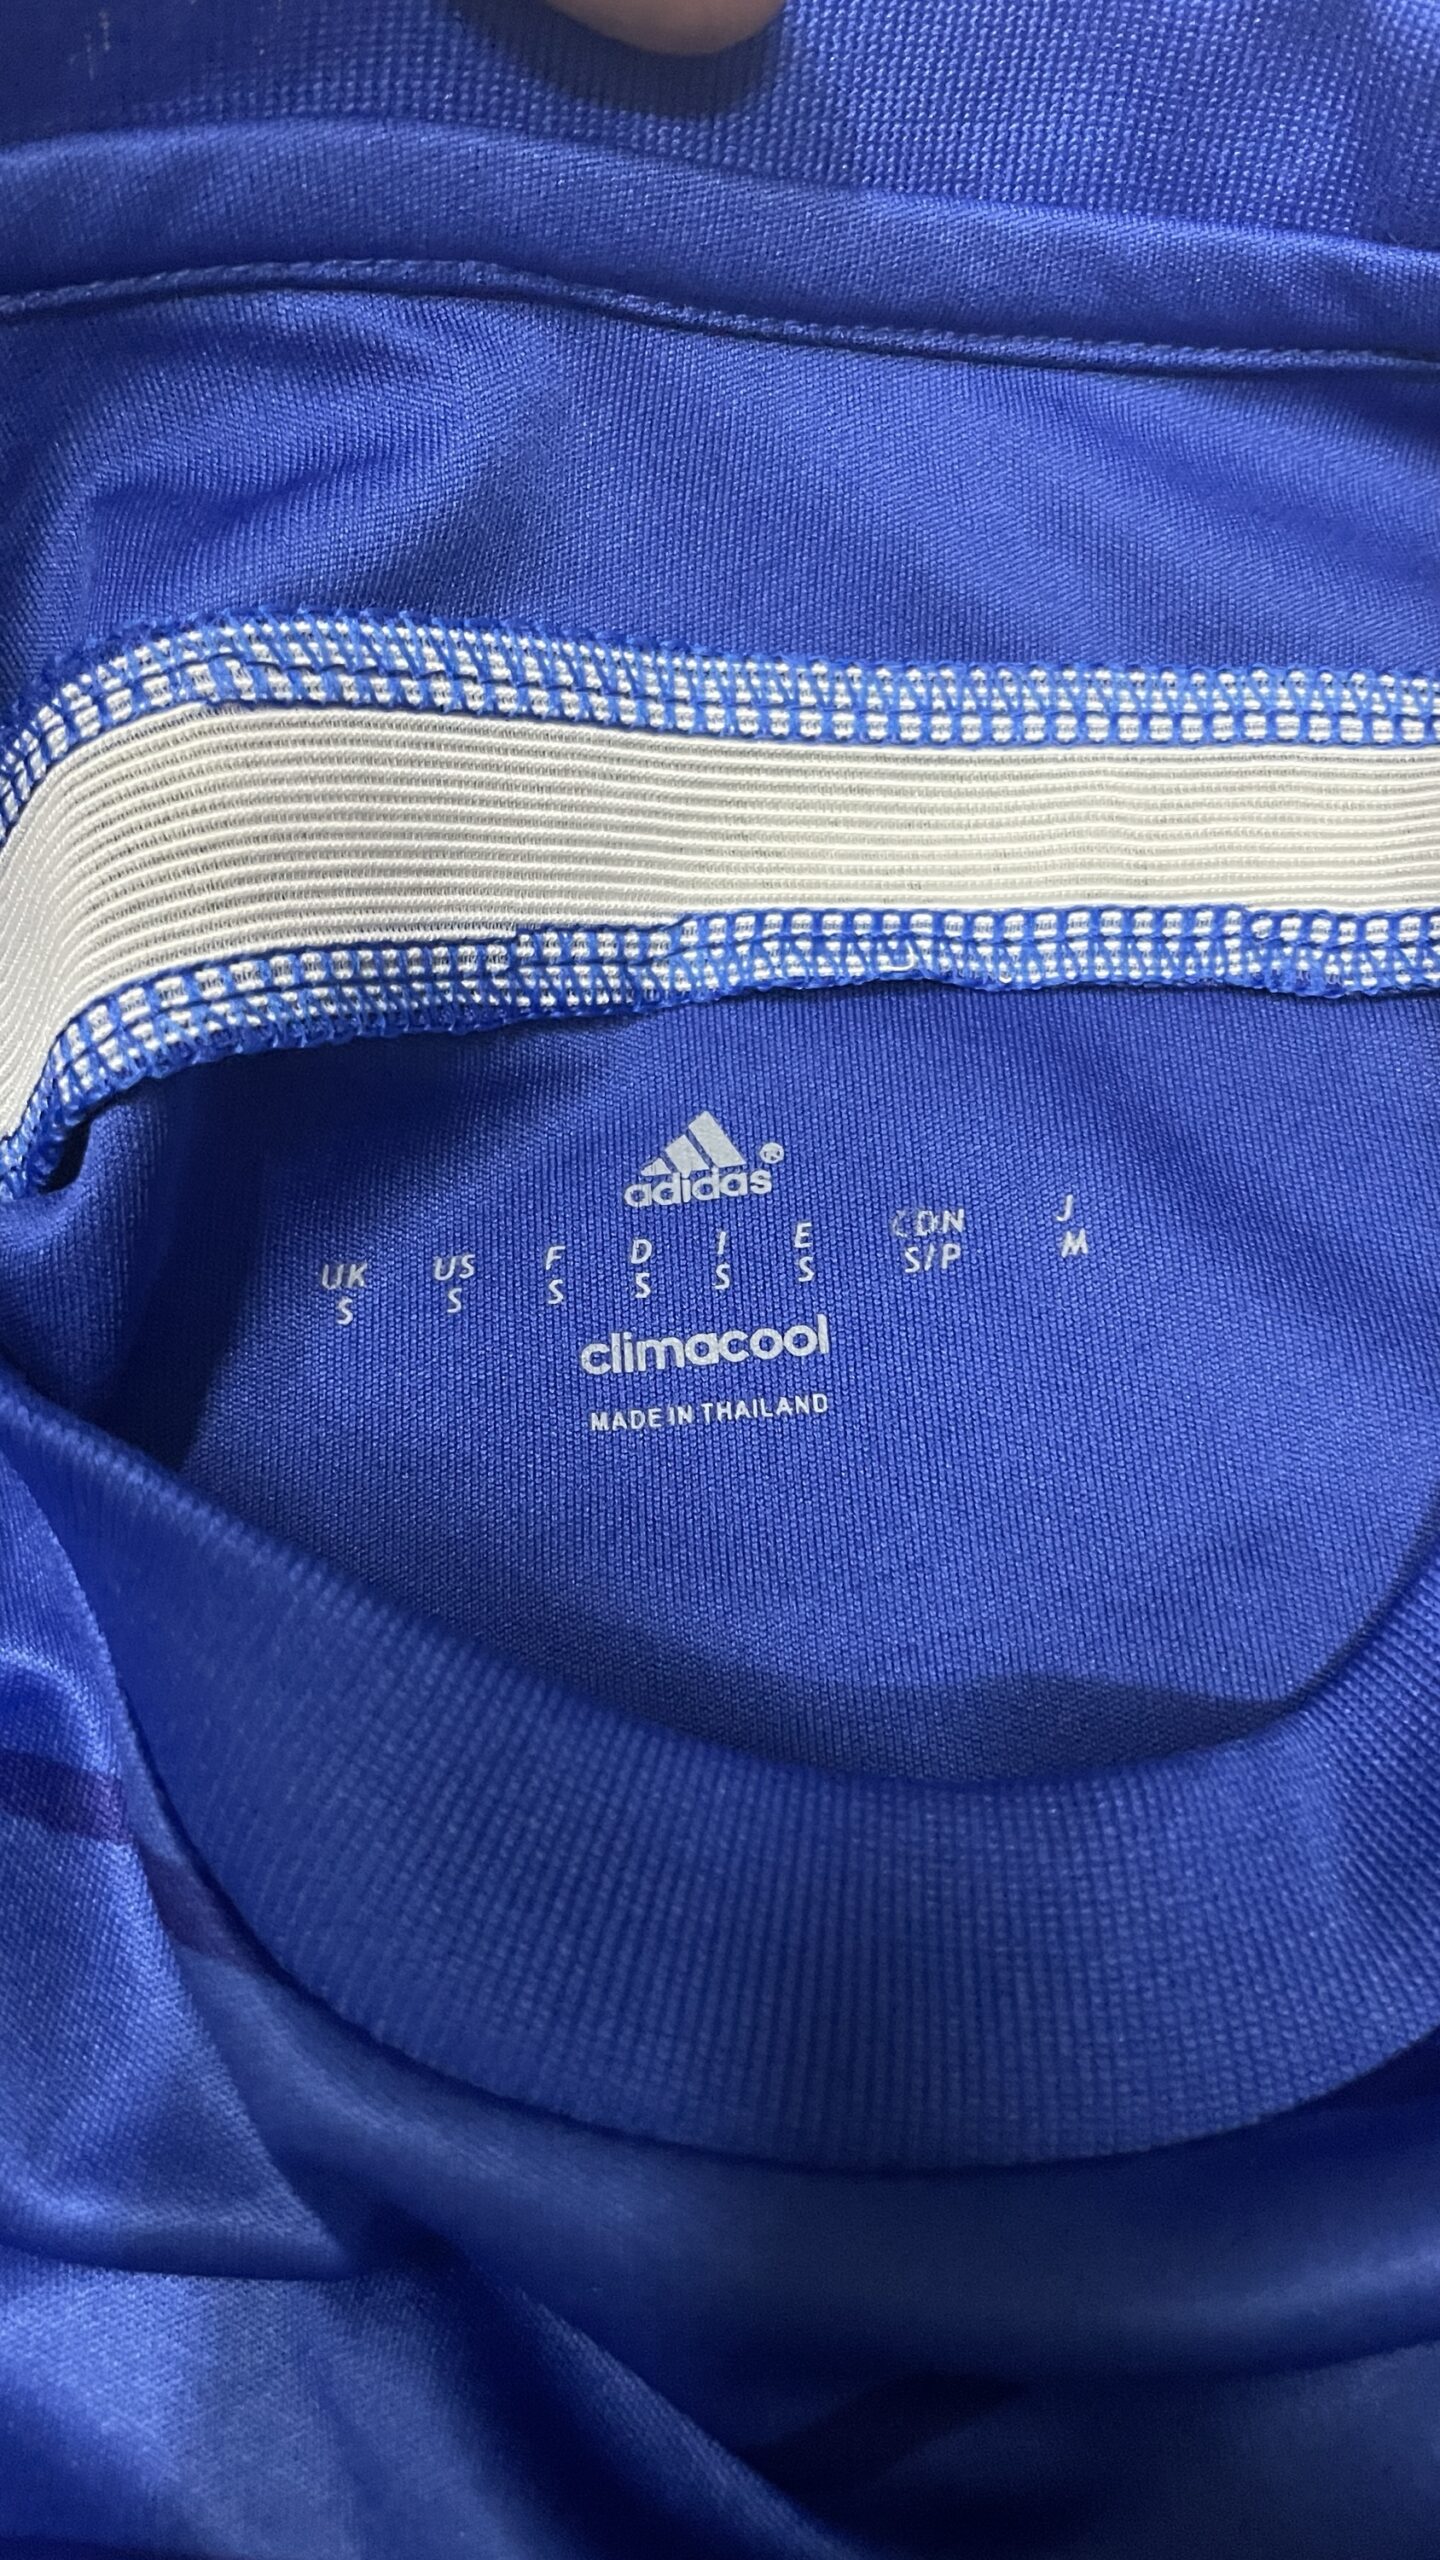 adidas®
UK US F D I E CDN J
S S S S S S S/P M
climacool
MADE IN THAILAND